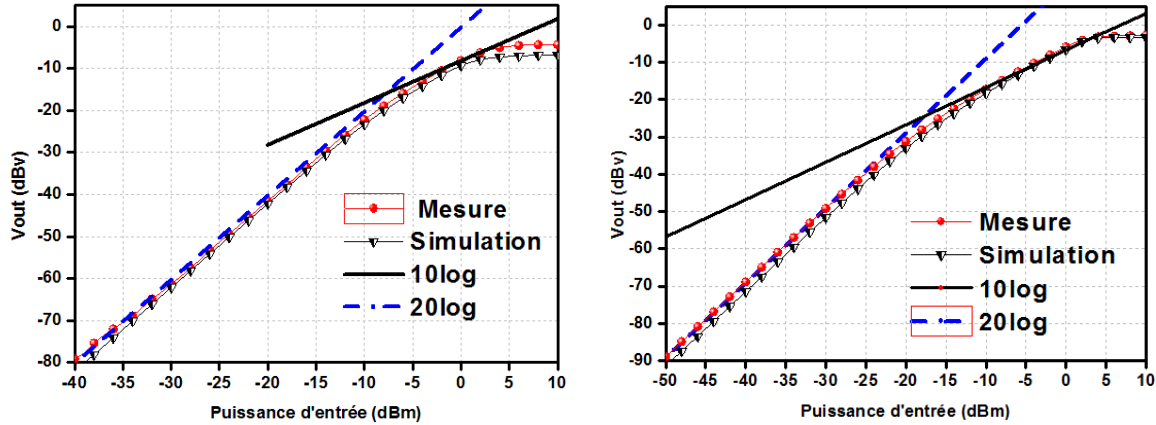 0
-10
-20
-30
-40
-50
-60
-70
-80
Vout (dBv)
-40 -35 -30 -25 -20 -15 -10 -5 0 5 10
Puissance d'entrée (dBm)
Mesure
Simulation
10log
20log
0
-10
-20
-30
-40
-50
-60
-70
-80
-90
Vout (dBv)
-50 -45 -40 -35 -30 -25 -20 -15 -10 -5 0 5 10
Puissance d'entrée (dBm)
Mesure
Simulation
10log
20log